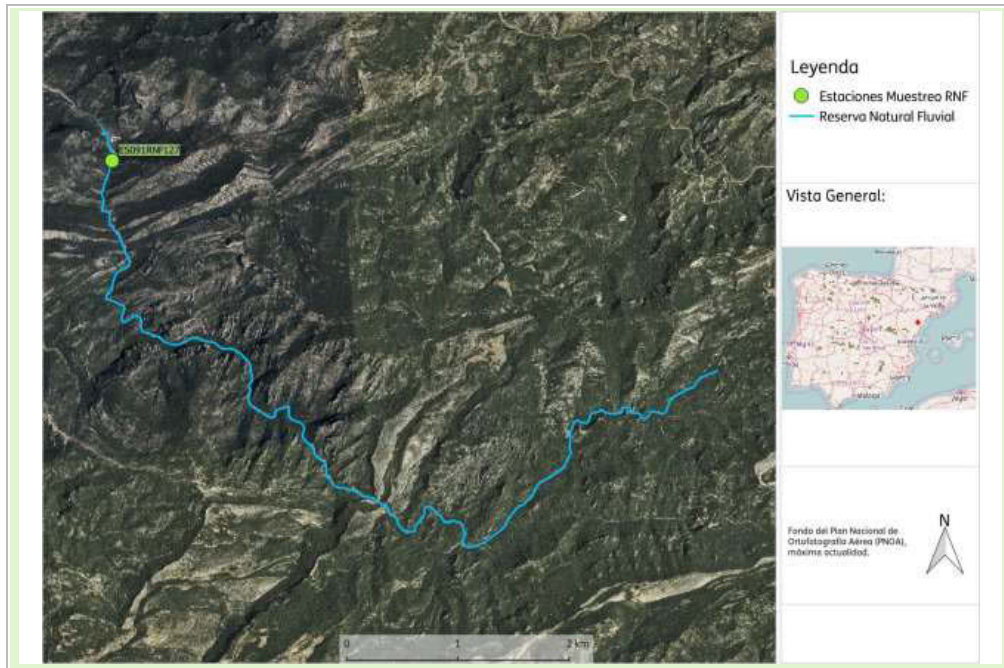 ES091RNF127
0 1 2 km
Leyenda
Estaciones Muestreo RNF
Reserva Natural Fluvial
Vista General:
Fondo del Plan Nacional de
Ortofotografía Aérea (PNOA),
máxima actualidad.
N